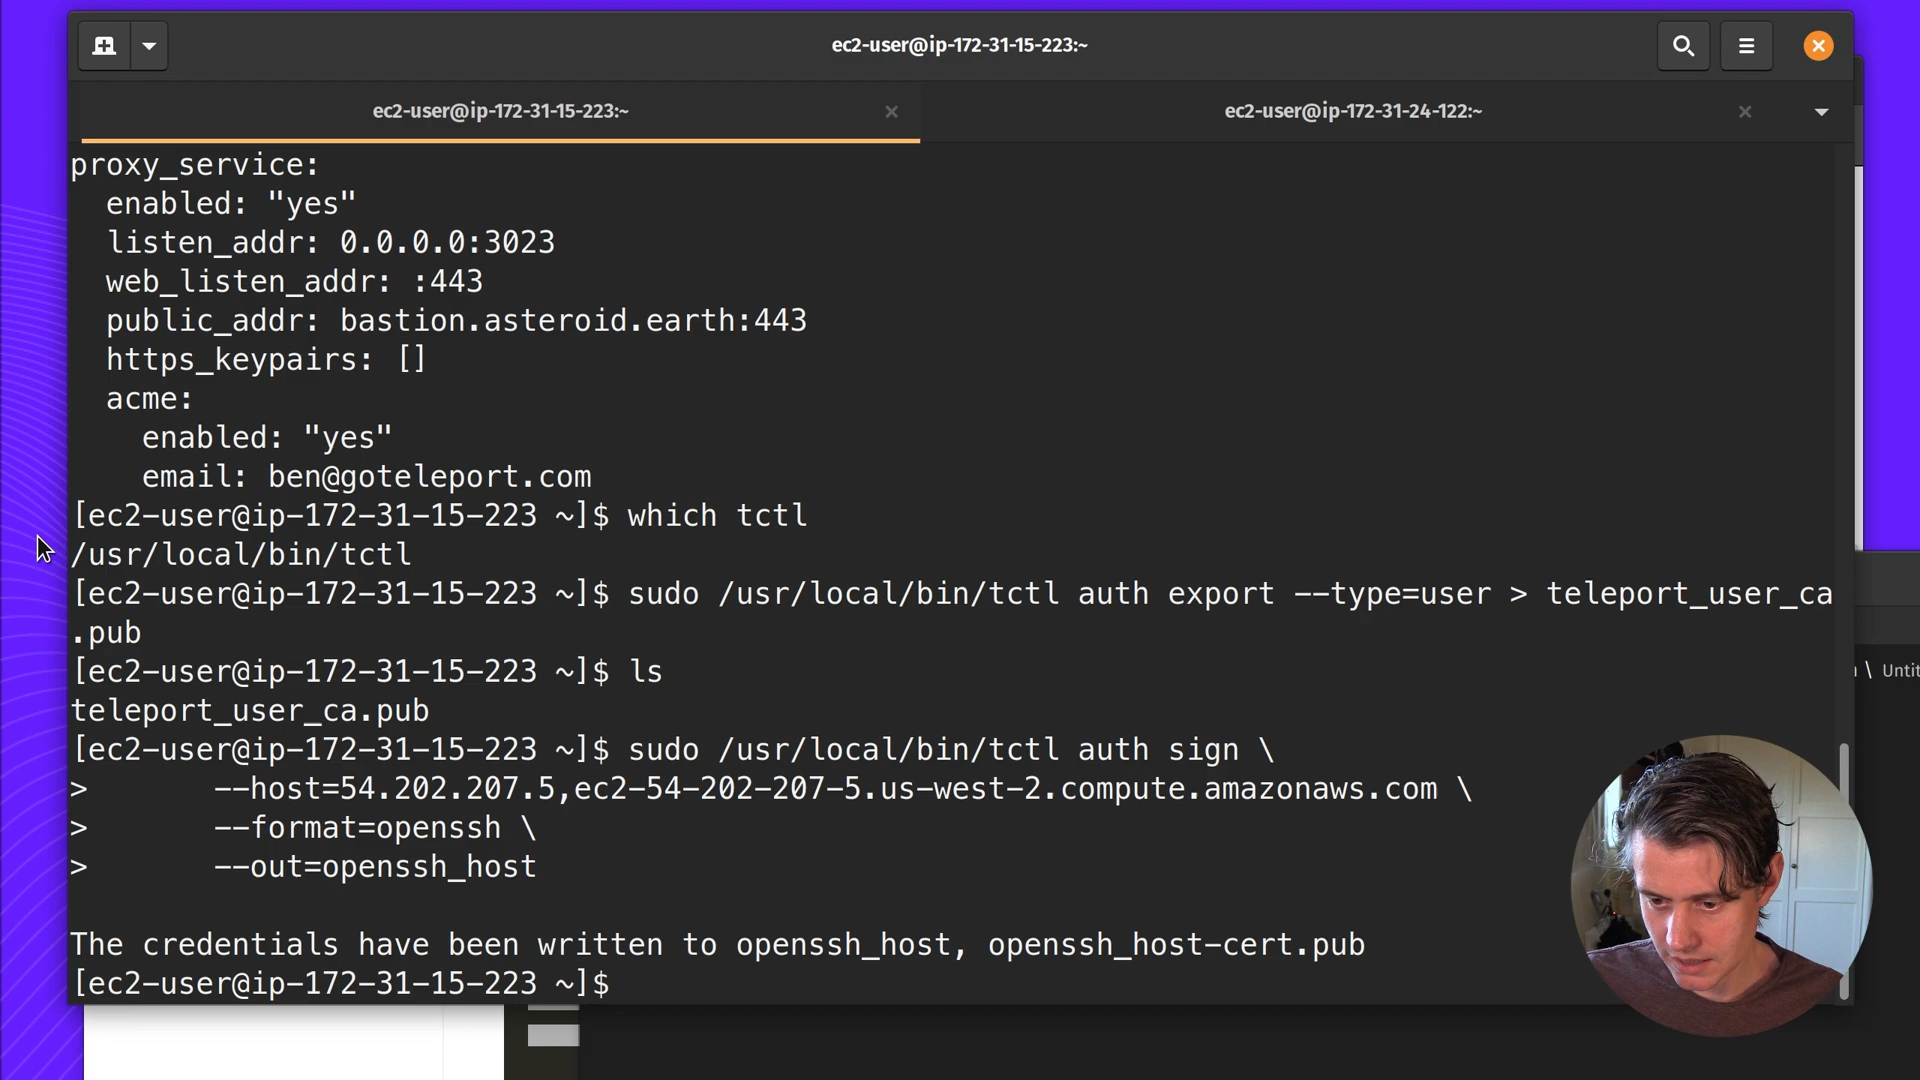 ec2-user@ip-172-31-15-223:~
ec2-user@ip-172-31-15-223:~
ec2-user@ip-172-31-24-122:~
proxy_service:
  enabled: "yes"
  listen_addr: 0.0.0.0:3023
  web_listen_addr: :443
  public_addr: bastion.asteroid.earth:443
  https_keypairs: []
  acme:
    enabled: "yes"
    email: ben@goteleport.com
[ec2-user@ip-172-31-15-223 ~]$ which tctl
/usr/local/bin/tctl
[ec2-user@ip-172-31-15-223 ~]$ sudo /usr/local/bin/tctl auth export --type=user > teleport_user_ca
.pub
[ec2-user@ip-172-31-15-223 ~]$ ls
teleport_user_ca.pub
[ec2-user@ip-172-31-15-223 ~]$ sudo /usr/local/bin/tctl auth sign \
>       --host=54.202.207.5,ec2-54-202-207-5.us-west-2.compute.amazonaws.com \
>       --format=openssh \
>       --out=openssh_host

The credentials have been written to openssh_host, openssh_host-cert.pub
[ec2-user@ip-172-31-15-223 ~]$